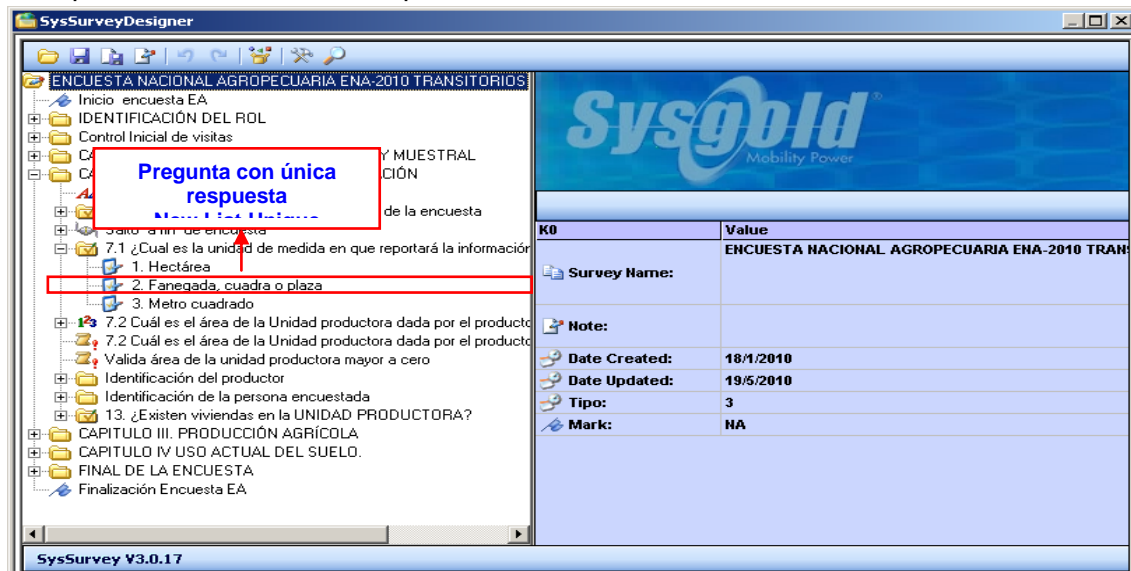 SysSurveyDesigner
ENCUESTA NACIONAL AGROPECUARIA ENA-2010 TRANSITORIOS
Inicio encuesta EA
IDENTIFICACIÓN DEL ROL
Control Inicial de visitas
Y MUESTRAL
CIÓN
Pregunta con única
respuesta
New List Unique
de la encuesta
Salto a fin de encuesta
7.1 ¿Cual es la unidad de medida en que reportará la información
1. Hectárea
2. Fanegada, cuadra o plaza
3. Metro cuadrado
7.2 Cuál es el área de la Unidad productora dada por el producto
7.2 Cuál es el área de la Unidad productora dada por el producto
Valida área de la unidad productora mayor a cero
Identificación del productor
Identificación de la persona encuestada
13. ¿Existen viviendas en la UNIDAD PRODUCTORA?
CAPITULO III. PRODUCCIÓN AGRÍCOLA
CAPITULO IV USO ACTUAL DEL SUELO.
FINAL DE LA ENCUESTA
Finalización Encuesta EA
Sysgold®
Mobility Power
K0 Value
Survey Name: ENCUESTA NACIONAL AGROPECUARIA ENA-2010 TRAN
Note:
Date Created: 18/1/2010
Date Updated: 19/5/2010
Tipo: 3
Mark: NA
SysSurvey V3.0.17